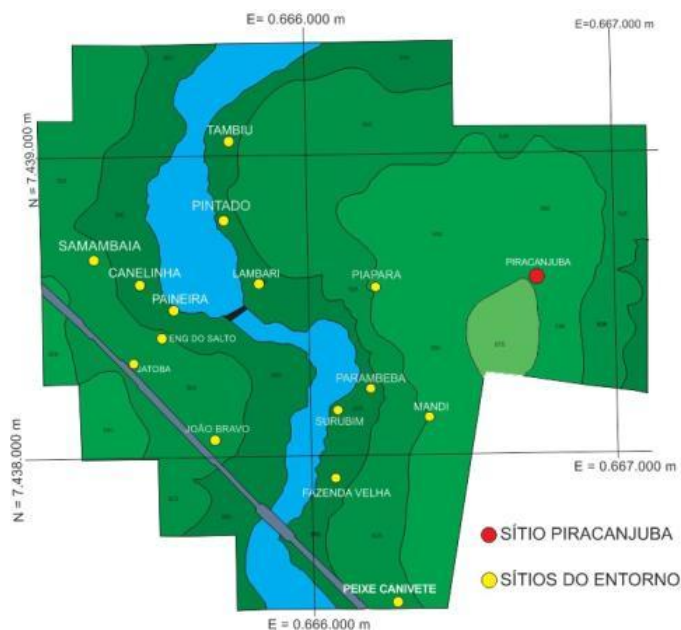 E= 0.666.000 m
E=0.667.000 m
N = 7.439.000 m
TAMBIU
PINTADO
SAMAMBAIA
CANELINHA
LAMBARI
PIAPARA
PIRACANJUBA
PAINEIRA
ENG DO SALTO
JATOBA
PARAMBEBA
SURUBIM
MANDI
JOÃO BRAVO
N = 7.438.000 m
E = 0.667.000 m
FAZENDA VELHA
SÍTIO PIRACANJUBA
SÍTIOS DO ENTORNO
PEIXE CANIVETE
E = 0.666.000 m